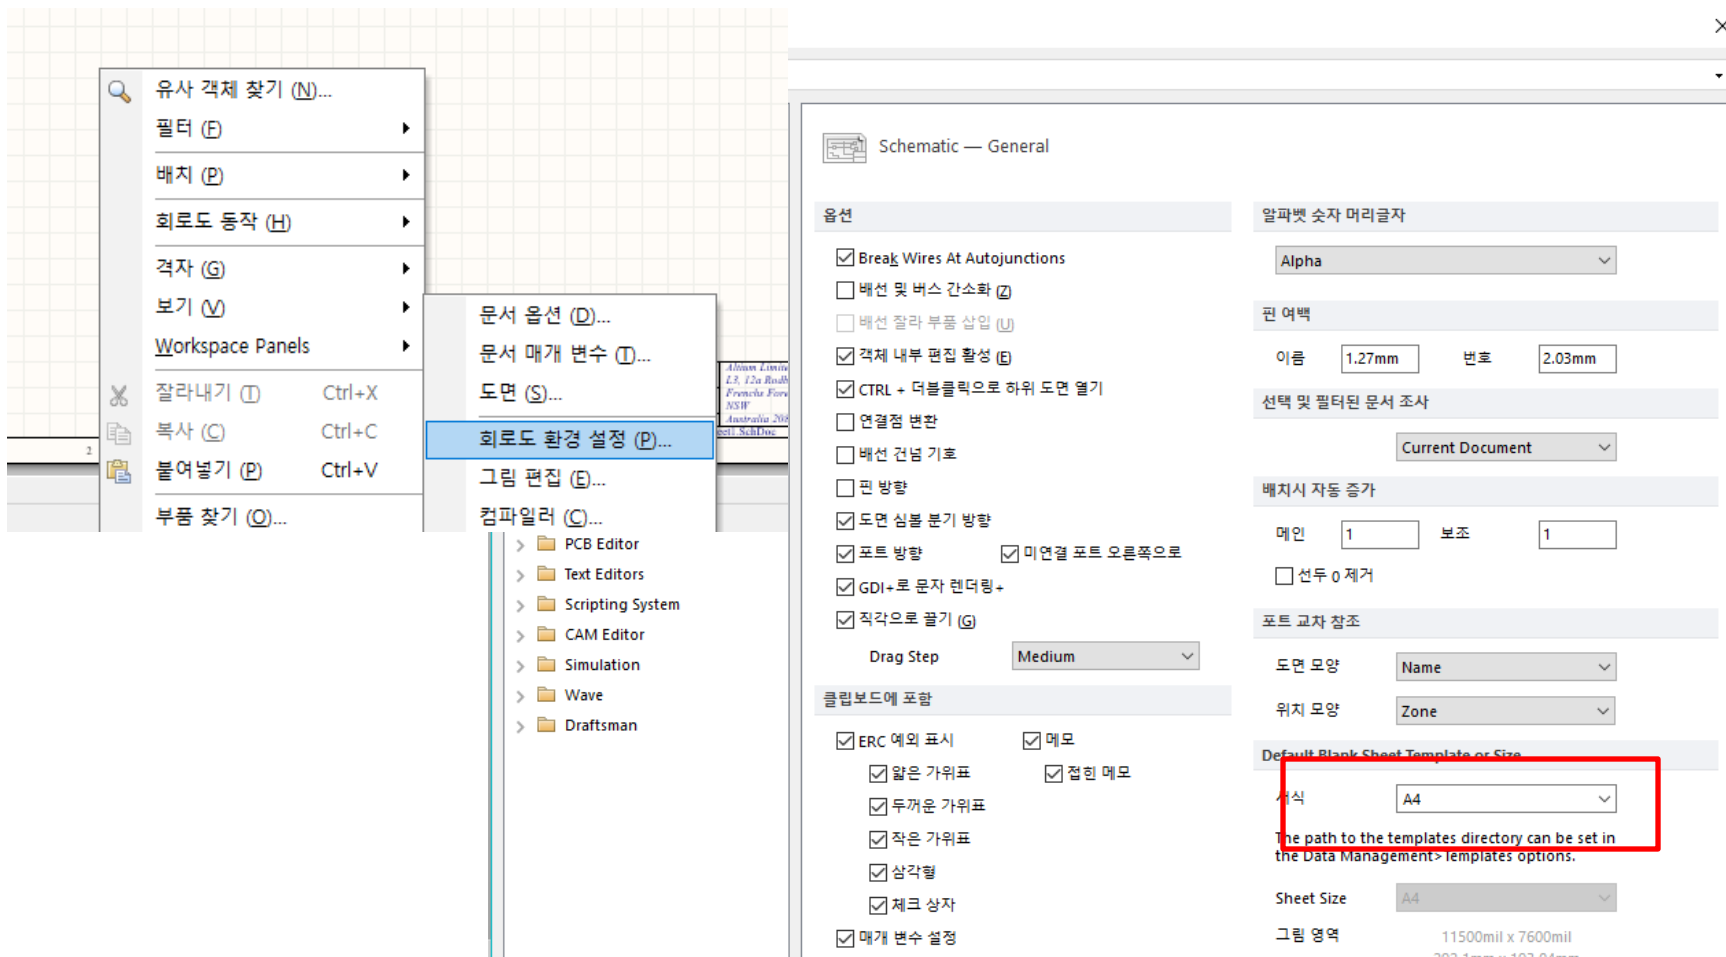 유사 객체 찾기 (N)...
필터 (F)
배치 (P)
회로도 동작 (H)
격자 (G)
보기 (V)
Workspace Panels
잘라내기 (T) Ctrl+X
복사 (C) Ctrl+C
붙여넣기 (P) Ctrl+V
부품 찾기 (O)...
2
문서 옵션 (D)...
문서 매개 변수 (T)...
도면 (S)...
회로도 환경 설정 (P)...
그림 편집 (E)...
컴파일러 (C)...
Altium Limite
L3, 12a Rodb
Frenchs Fore
NSW
Australia 208
eet1.SchDoc
PCB Editor
Text Editors
Scripting System
CAM Editor
Simulation
Wave
Draftsman
Schematic — General
옵션
Break Wires At Autojunctions
배선 및 버스 간소화 (Z)
배선 잘라 부품 삽입 (U)
객체 내부 편집 활성 (E)
CTRL + 더블클릭으로 하위 도면 열기
연결점 변환
배선 건넘 기호
핀 방향
도면 심볼 분기 방향
포트 방향 미연결 포트 오른쪽으로
GDI+로 문자 렌더링+
직각으로 끌기 (G)
Drag Step Medium
클립보드에 포함
ERC 예외 표시 메모
얇은 가위표 접힌 메모
두꺼운 가위표
작은 가위표
삼각형
체크 상자
매개 변수 설정
알파벳 숫자 머리글자
Alpha
핀 여백
이름 1.27mm 번호 2.03mm
선택 및 필터된 문서 조사
Current Document
배치시 자동 증가
메인 1 보조 1
선두 0 제거
포트 교차 참조
도면 모양 Name
위치 모양 Zone
Default Blank Sheet Template or Size
서식 A4
The path to the templates directory can be set in
the Data Management>Templates options.
Sheet Size A4
그림 영역 11500mil x 7600mil